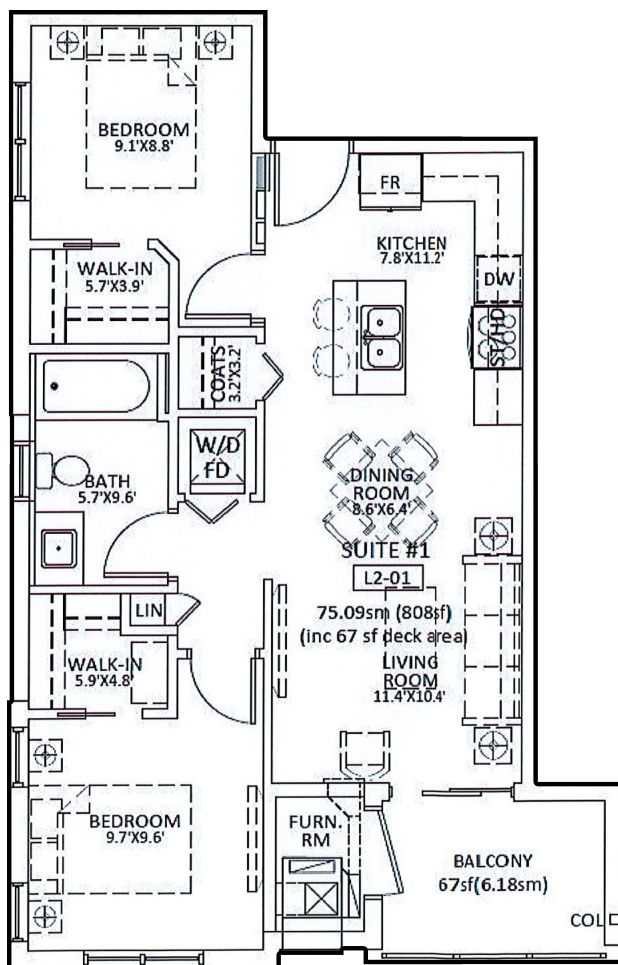 BEDROOM
9.1'X8.8'
FR
KITCHEN
7.8'X11.2'
WALK-IN
5.7'X3.9'
DW
ST/HD
COATS
3.2'X3.2'
W/D
FD
BATH
5.7'X9.6'
DINING
ROOM
8.6'X6.4'
SUITE #1
L2-01
LIN
75.09sm (808sf)
(inc 67 sf deck area)
WALK-IN
5.9'X4.8'
LIVING
ROOM
11.4'X10.4'
BEDROOM
9.7'X9.6'
FURN.
RM
BALCONY
67sf(6.18sm)
COL